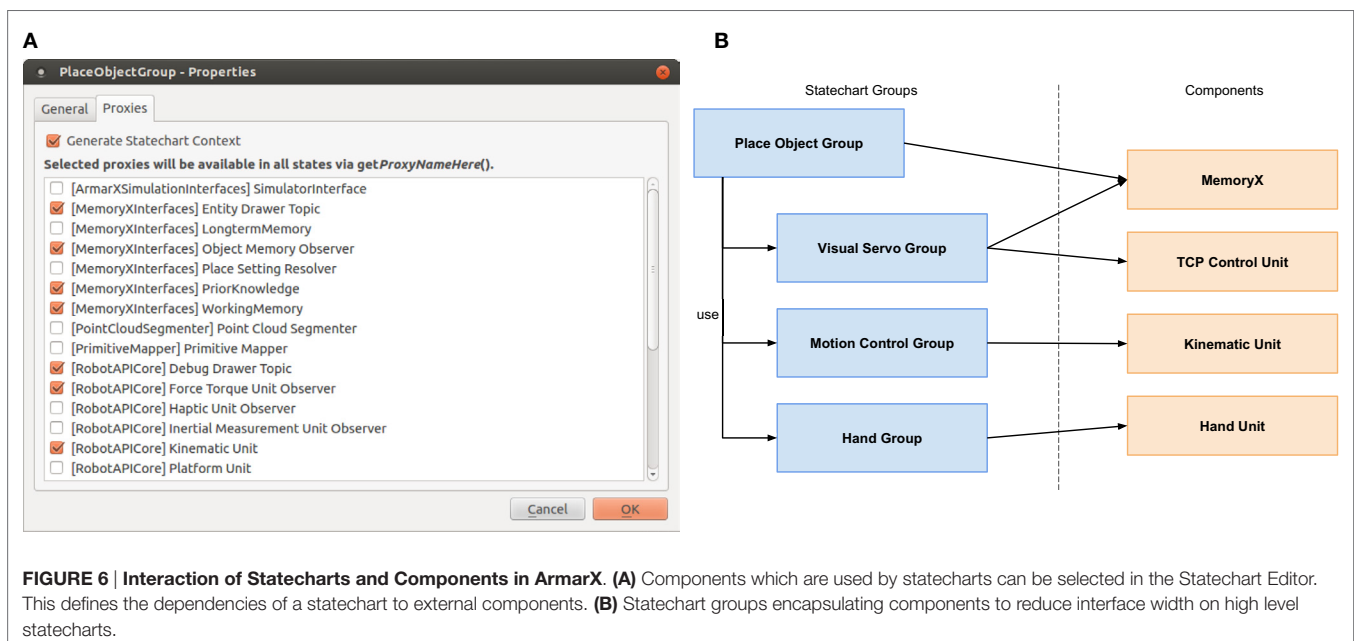 A
PlaceObjectGroup - Properties
General
Proxies
Generate Statechart Context
Selected proxies will be available in all states via getProxyNameHere().
[ArmarXSimulationInterfaces] SimulatorInterface
[MemoryXInterfaces] Entity Drawer Topic
[MemoryXInterfaces] LongtermMemory
[MemoryXInterfaces] Object Memory Observer
[MemoryXInterfaces] Place Setting Resolver
[MemoryXInterfaces] PriorKnowledge
[MemoryXInterfaces] WorkingMemory
[PointCloudSegmenter] Point Cloud Segmenter
[PrimitiveMapper] Primitive Mapper
[RobotAPICore] Debug Drawer Topic
[RobotAPICore] Force Torque Unit Observer
[RobotAPICore] Haptic Unit Observer
[RobotAPICore] Inertial Measurement Unit Observer
[RobotAPICore] Kinematic Unit
[RobotAPICore] Platform Unit
Cancel
OK
B
Statechart Groups
Components
Place Object Group
MemoryX
Visual Servo Group
TCP Control Unit
use
Motion Control Group
Kinematic Unit
Hand Group
Hand Unit
FIGURE 6 | Interaction of Statecharts and Components in ArmarX. (A) Components which are used by statecharts can be selected in the Statechart Editor.
This defines the dependencies of a statechart to external components. (B) Statechart groups encapsulating components to reduce interface width on high level
statecharts.